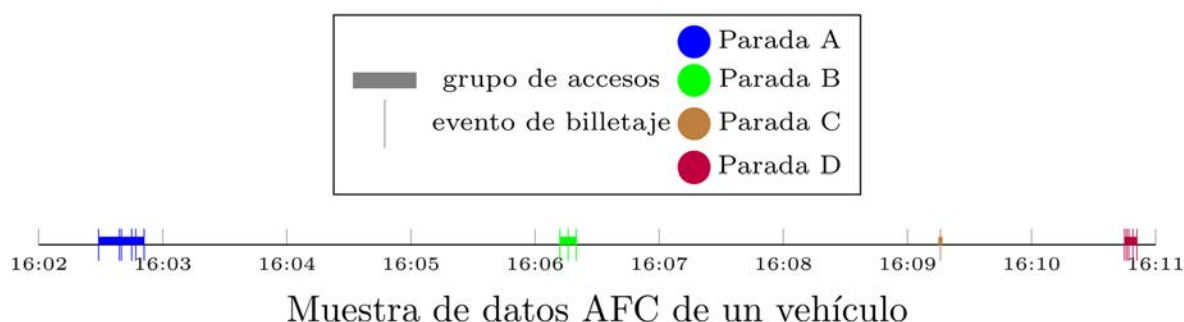 Parada A
grupo de accesos Parada B
evento de billetaje Parada C
Parada D
16:02 16:03 16:04 16:05 16:06 16:07 16:08 16:09 16:10 16:11
Muestra de datos AFC de un vehículo